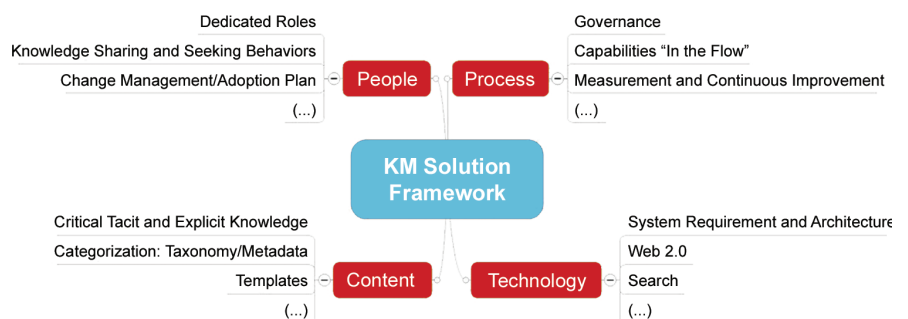 Dedicated Roles
Knowledge Sharing and Seeking Behaviors
Change Management/Adoption Plan
(...)
People
Process
Governance
Capabilities “In the Flow”
Measurement and Continuous Improvement
(...)
KM Solution
Framework
Critical Tacit and Explicit Knowledge
Categorization: Taxonomy/Metadata
Templates
(...)
Content
Technology
System Requirement and Architecture
Web 2.0
Search
(...)